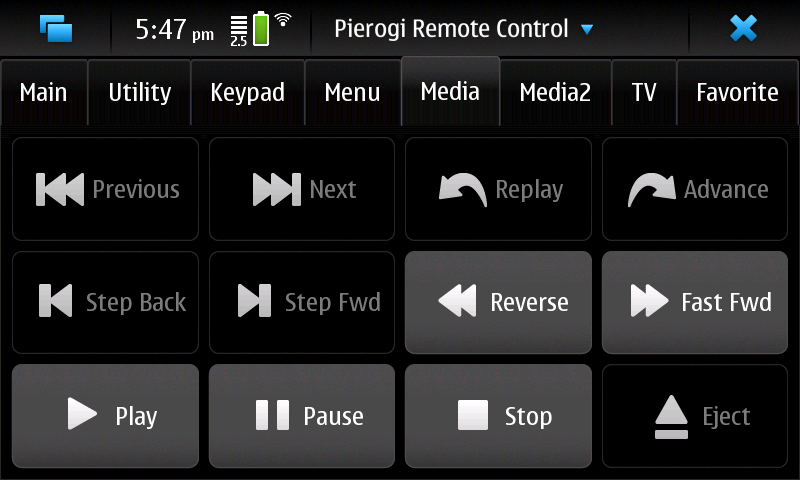 5:47 pm 2.5 Pierogi Remote Control
Main Utility Keypad Menu Media Media2 TV Favorite
Previous Next Replay Advance
Step Back Step Fwd Reverse Fast Fwd
Play Pause Stop Eject